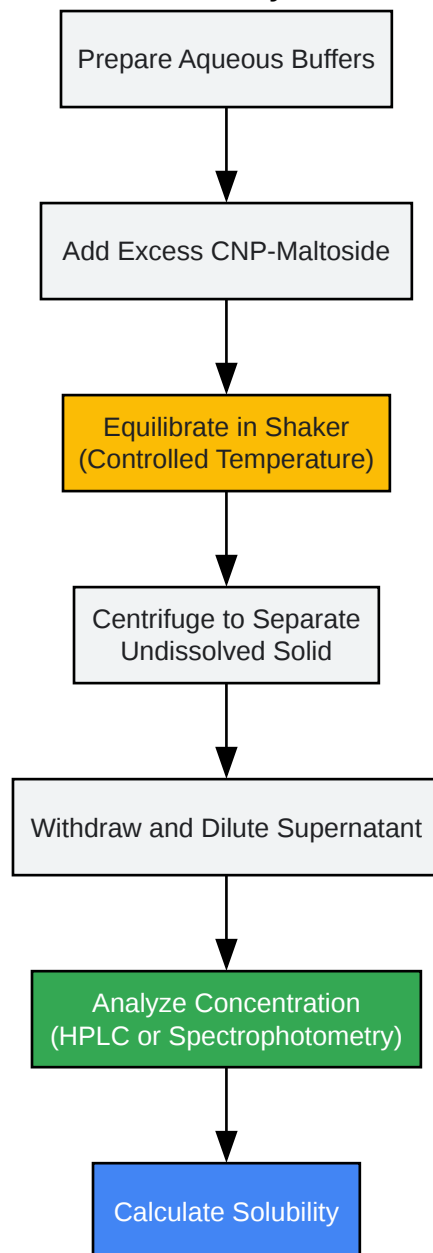 Prepare Aqueous Buffers
Add Excess CNP-Maltoside
Equilibrate in Shaker
(Controlled Temperature)
Centrifuge to Separate
Undissolved Solid
Withdraw and Dilute Supernatant
Analyze Concentration
(HPLC or Spectrophotometry)
Calculate Solubility